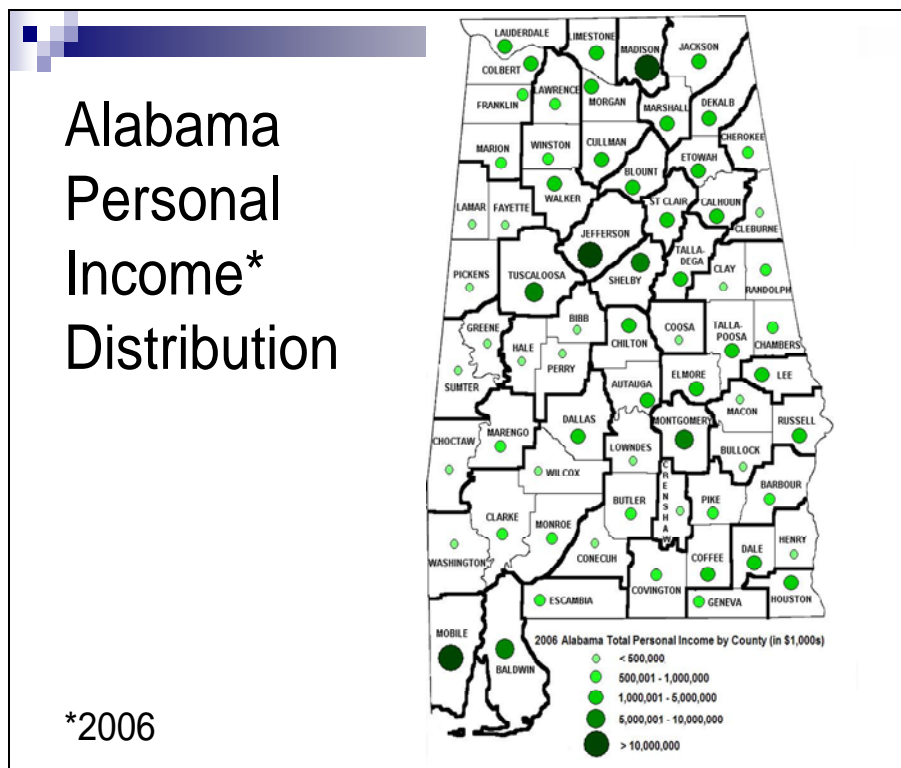 Alabama
Personal
Income*
Distribution
*2006
LAUDERDALE
LIMESTONE
MADISON
JACKSON
COLBERT
FRANKLIN
LAWRENCE
MORGAN
MARSHALL
DEKALB
CHEROKEE
MARION
WINSTON
CULLMAN
BLOUNT
ETOWAH
WALKER
ST CLAIR
CALHOUN
LAMAR
FAYETTE
JEFFERSON
CLEBURNE
TALLA-
DEGA
PICKENS
TUSCALOOSA
SHELBY
CLAY
RANDOLPH
GREENE
BIBB
HALE
PERRY
CHILTON
COOSA
TALLA-
POOSA
CHAMBERS
SUMTER
AUTAUGA
ELMORE
LEE
MACON
DALLAS
MONTGOMERY
RUSSELL
CHOCTAW
MARENGO
LOWNDES
BULLOCK
WILCOX
CRENSHAW
BARBOUR
BUTLER
PIKE
CLARKE
MONROE
WASHINGTON
CONECUH
COFFEE
DALE
HENRY
COVINGTON
ESCAMBIA
GENEVA
HOUSTON
MOBILE
BALDWIN
2006 Alabama Total Personal Income by County (in $1,000s)
< 500,000
500,001 - 1,000,000
1,000,001 - 5,000,000
5,000,001 - 10,000,000
> 10,000,000